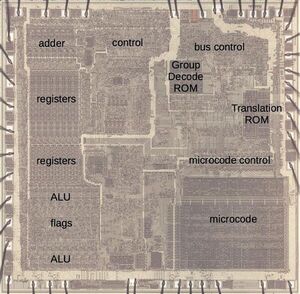 adder
control
bus control
Group
Decode
ROM
registers
Translation
ROM
registers
microcode control
ALU
flags
microcode
ALU